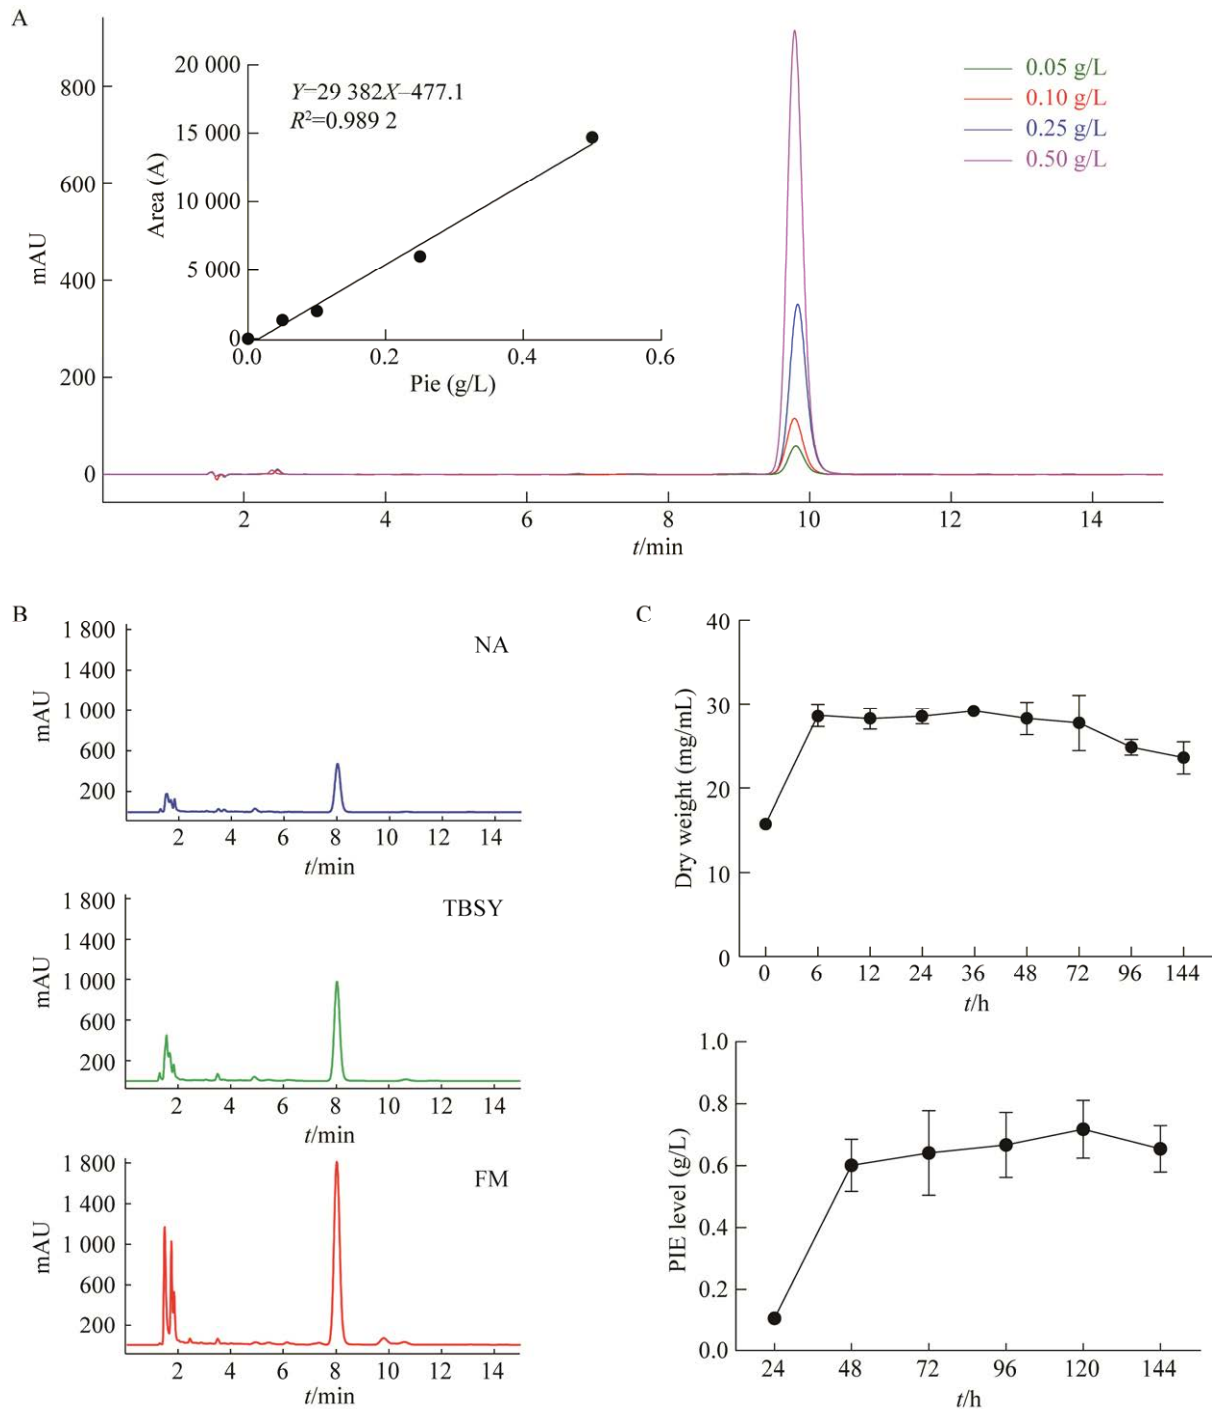 A
20 000
15 000
10 000
5 000
0
Area (A)
Y=29 382X–477.1
R²=0.989 2
0.0 0.2 0.4 0.6
Pie (g/L)
0.05 g/L
0.10 g/L
0.25 g/L
0.50 g/L
800
600
400
200
0
mAU
2 4 6 8 10 12 14
t/min
B
1 800
1 400
1 000
600
200
mAU
NA
2 4 6 8 10 12 14
t/min
1 800
1 400
1 000
600
200
mAU
TBSY
2 4 6 8 10 12 14
t/min
1 800
1 400
1 000
600
200
mAU
FM
2 4 6 8 10 12 14
t/min
C
40
30
20
10
0
Dry weight (mg/mL)
0 6 12 24 36 48 72 96 144
t/h
1.0
0.8
0.6
0.4
0.2
0.0
PIE level (g/L)
24 48 72 96 120 144
t/h